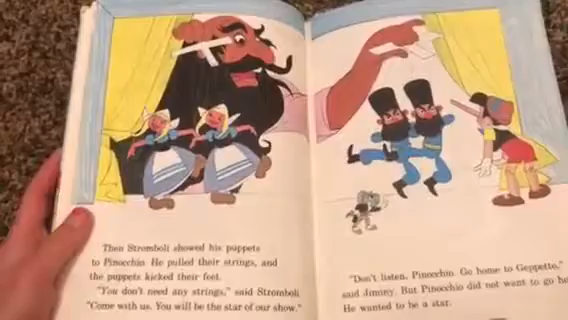 Then Stromboli showed his puppets
to Pinocchio. He pulled their strings, and
the puppets kicked their feet.
"You don't need any strings," said Stromboli.
"Come with us. You will be the star of our show."
"Don't listen, Pinocchio. Go home to Geppetto,"
said Jiminy. But Pinocchio did not want to go
He wanted to be a star.